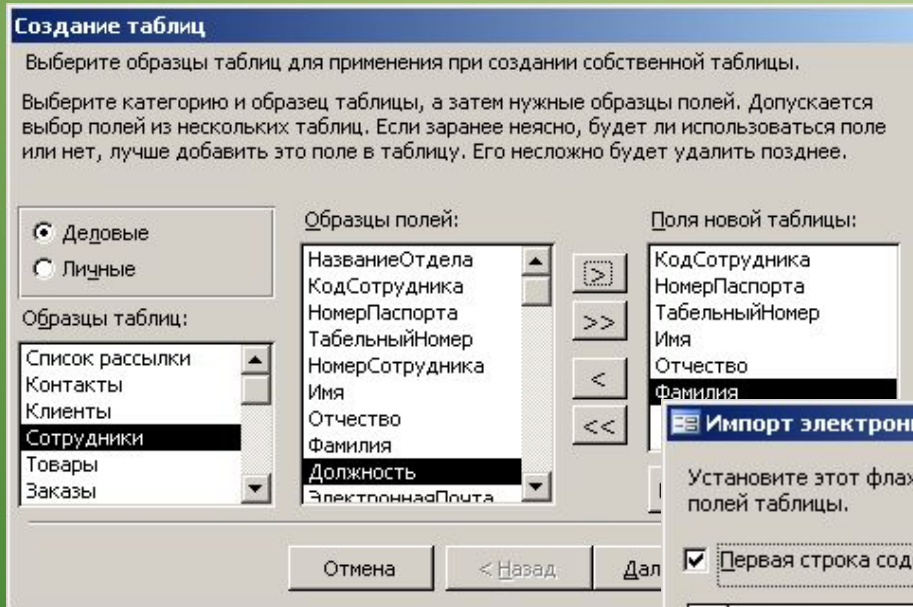 Создание таблиц
Выберите образцы таблиц для применения при создании собственной таблицы.
Выберите категорию и образец таблицы, а затем нужные образцы полей. Допускается
выбор полей из нескольких таблиц. Если заранее неясно, будет ли использоваться поле
или нет, лучше добавить это поле в таблицу. Его несложно будет удалить позднее.
Деловые
Личные
Образцы таблиц:
Список рассылки
Контакты
Клиенты
Сотрудники
Товары
Заказы
Образцы полей:
НазваниеОтдела
КодСотрудника
НомерПаспорта
ТабельныйНомер
НомерСотрудника
Имя
Отчество
Фамилия
Должность
ЭлектроннаяПочта
>
>>
<
<<
Поля новой таблицы:
КодСотрудника
НомерПаспорта
ТабельныйНомер
Имя
Отчество
Фамилия
Отмена
< Назад
Дал
Импорт электрон
Установите этот фла
полей таблицы.
Первая строка сод